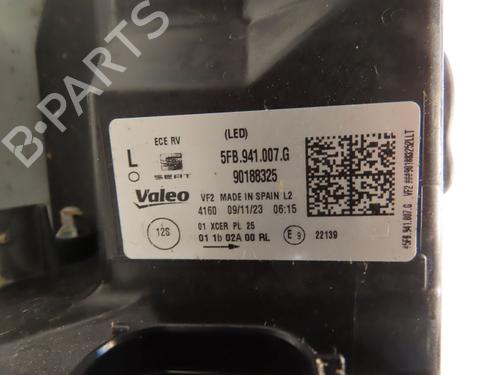 ECE RV
(LED)
L
SEAT
5FB.941.007.G
90188325
Valeo
VF2 MADE IN SPAIN L2
4160 09/11/23 06:15
12S
01 XCER PL 25
01 1b 02A 00 RL
E 9
22139
B-PARTS